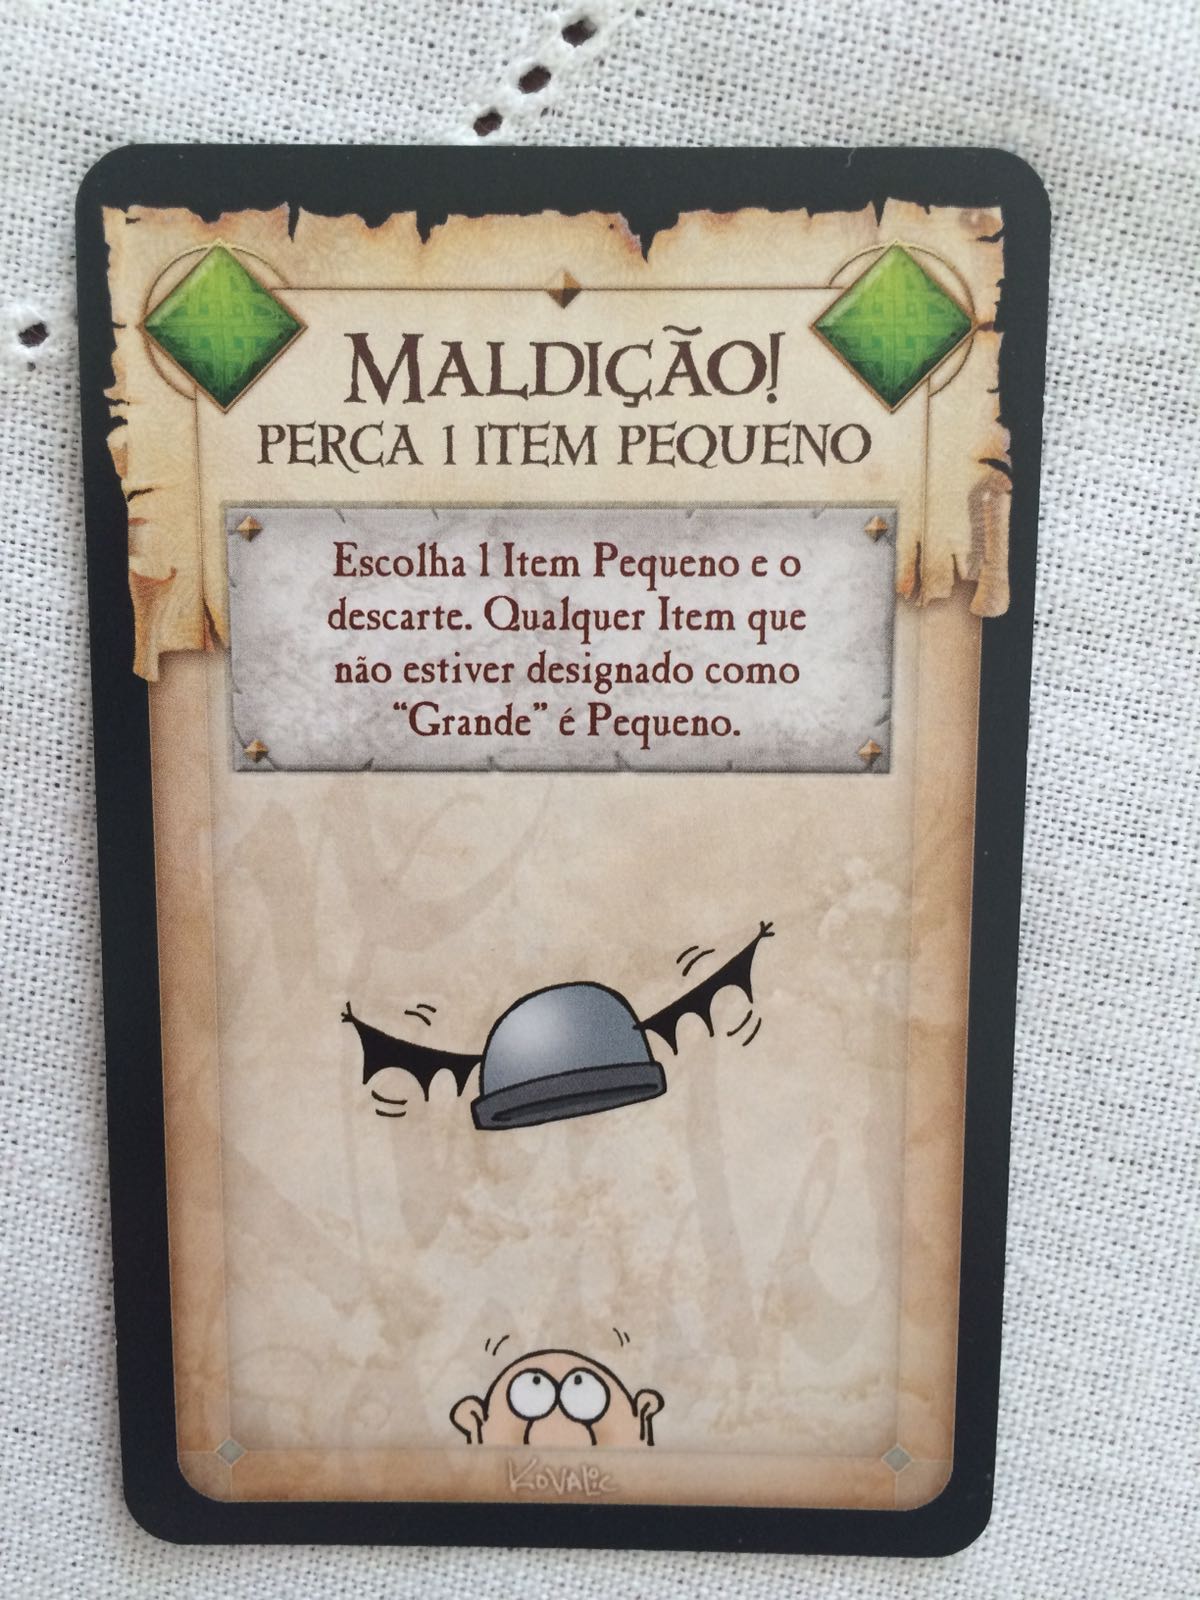 MALDIÇÃO!
PERCA 1 ITEM PEQUENO
Escolha 1 Item Pequeno e o
descarte. Qualquer Item que
não estiver designado como
“Grande” é Pequeno.
KOVALIC